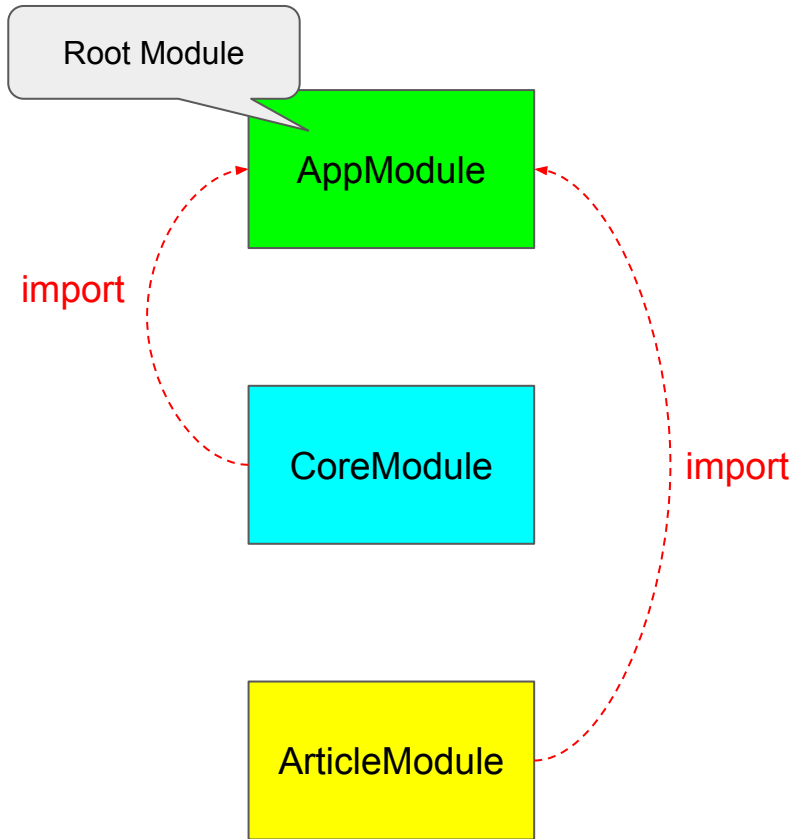 Root Module
AppModule
import
CoreModule
import
ArticleModule